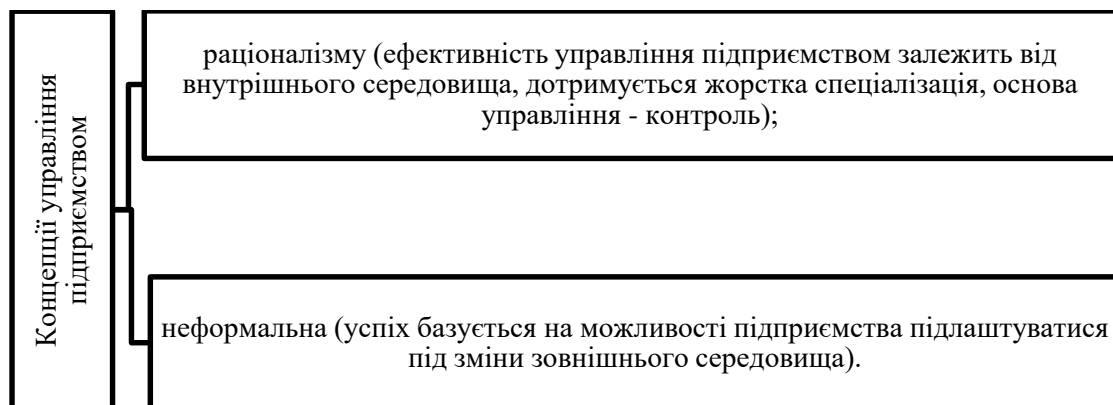 Концепції управління
підприємством
раціоналізму (ефективність управління підприємством залежить від
внутрішнього середовища, дотримується жорстка спеціалізація, основа
управління - контроль);
неформальна (успіх базується на можливості підприємства підлаштуватися
під зміни зовнішнього середовища).